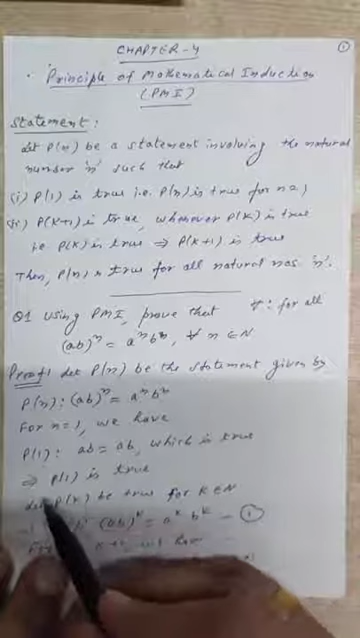 ①
CHAPTER-4
• Principle of Mathematical Induction
(PMI)
Statement:
Let P(n) be a statement involving the natural
number 'n' such that
(i) P(1) is true i.e. P(n) is true for n=1
(ii) P(K+1) is true, whenever P(K) is true
i.e. P(K) is true ⇒ P(K+1) is true
Then, P(n) is true for all natural nos 'n'.
Q1 Using PMI, prove that ∀: for all
(ab)ⁿ = aⁿbⁿ, ∀ n ∈ N
Proof: Let P(n) be the statement given by
P(n): (ab)ⁿ = aⁿbⁿ
For n=1, we have
P(1): ab = ab, which is true
⇒ P(1) is true
Let P(K) be true for K∈N
(ab)ᴷ = aᴷ bᴷ — ①